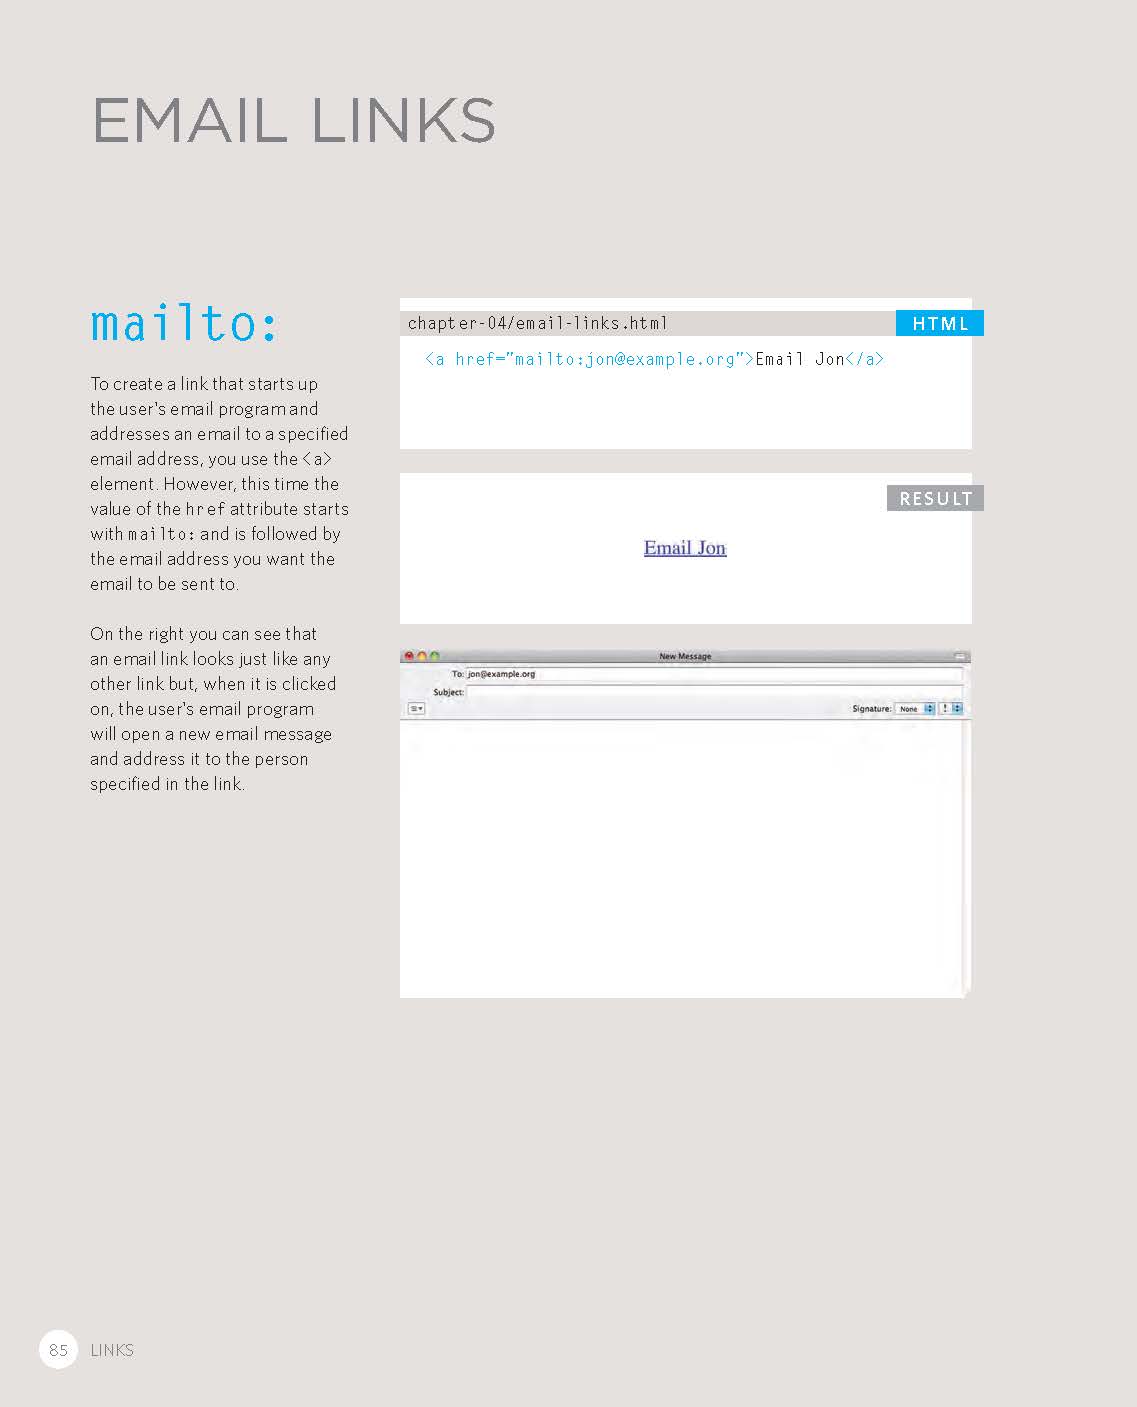 EMAIL LINKS
mailto:
To create a link that starts up
the user's email program and
addresses an email to a specified
email address, you use the <a>
element. However, this time the
value of the href attribute starts
with mailto: and is followed by
the email address you want the
email to be sent to.
On the right you can see that
an email link looks just like any
other link but, when it is clicked
on, the user's email program
will open a new email message
and address it to the person
specified in the link.
chapter-04/email-links.html
HTML
<a href="mailto:jon@example.org">Email Jon</a>
RESULT
Email Jon
New Message
To: jon@example.org
Subject:
Signature: None !
85 LINKS